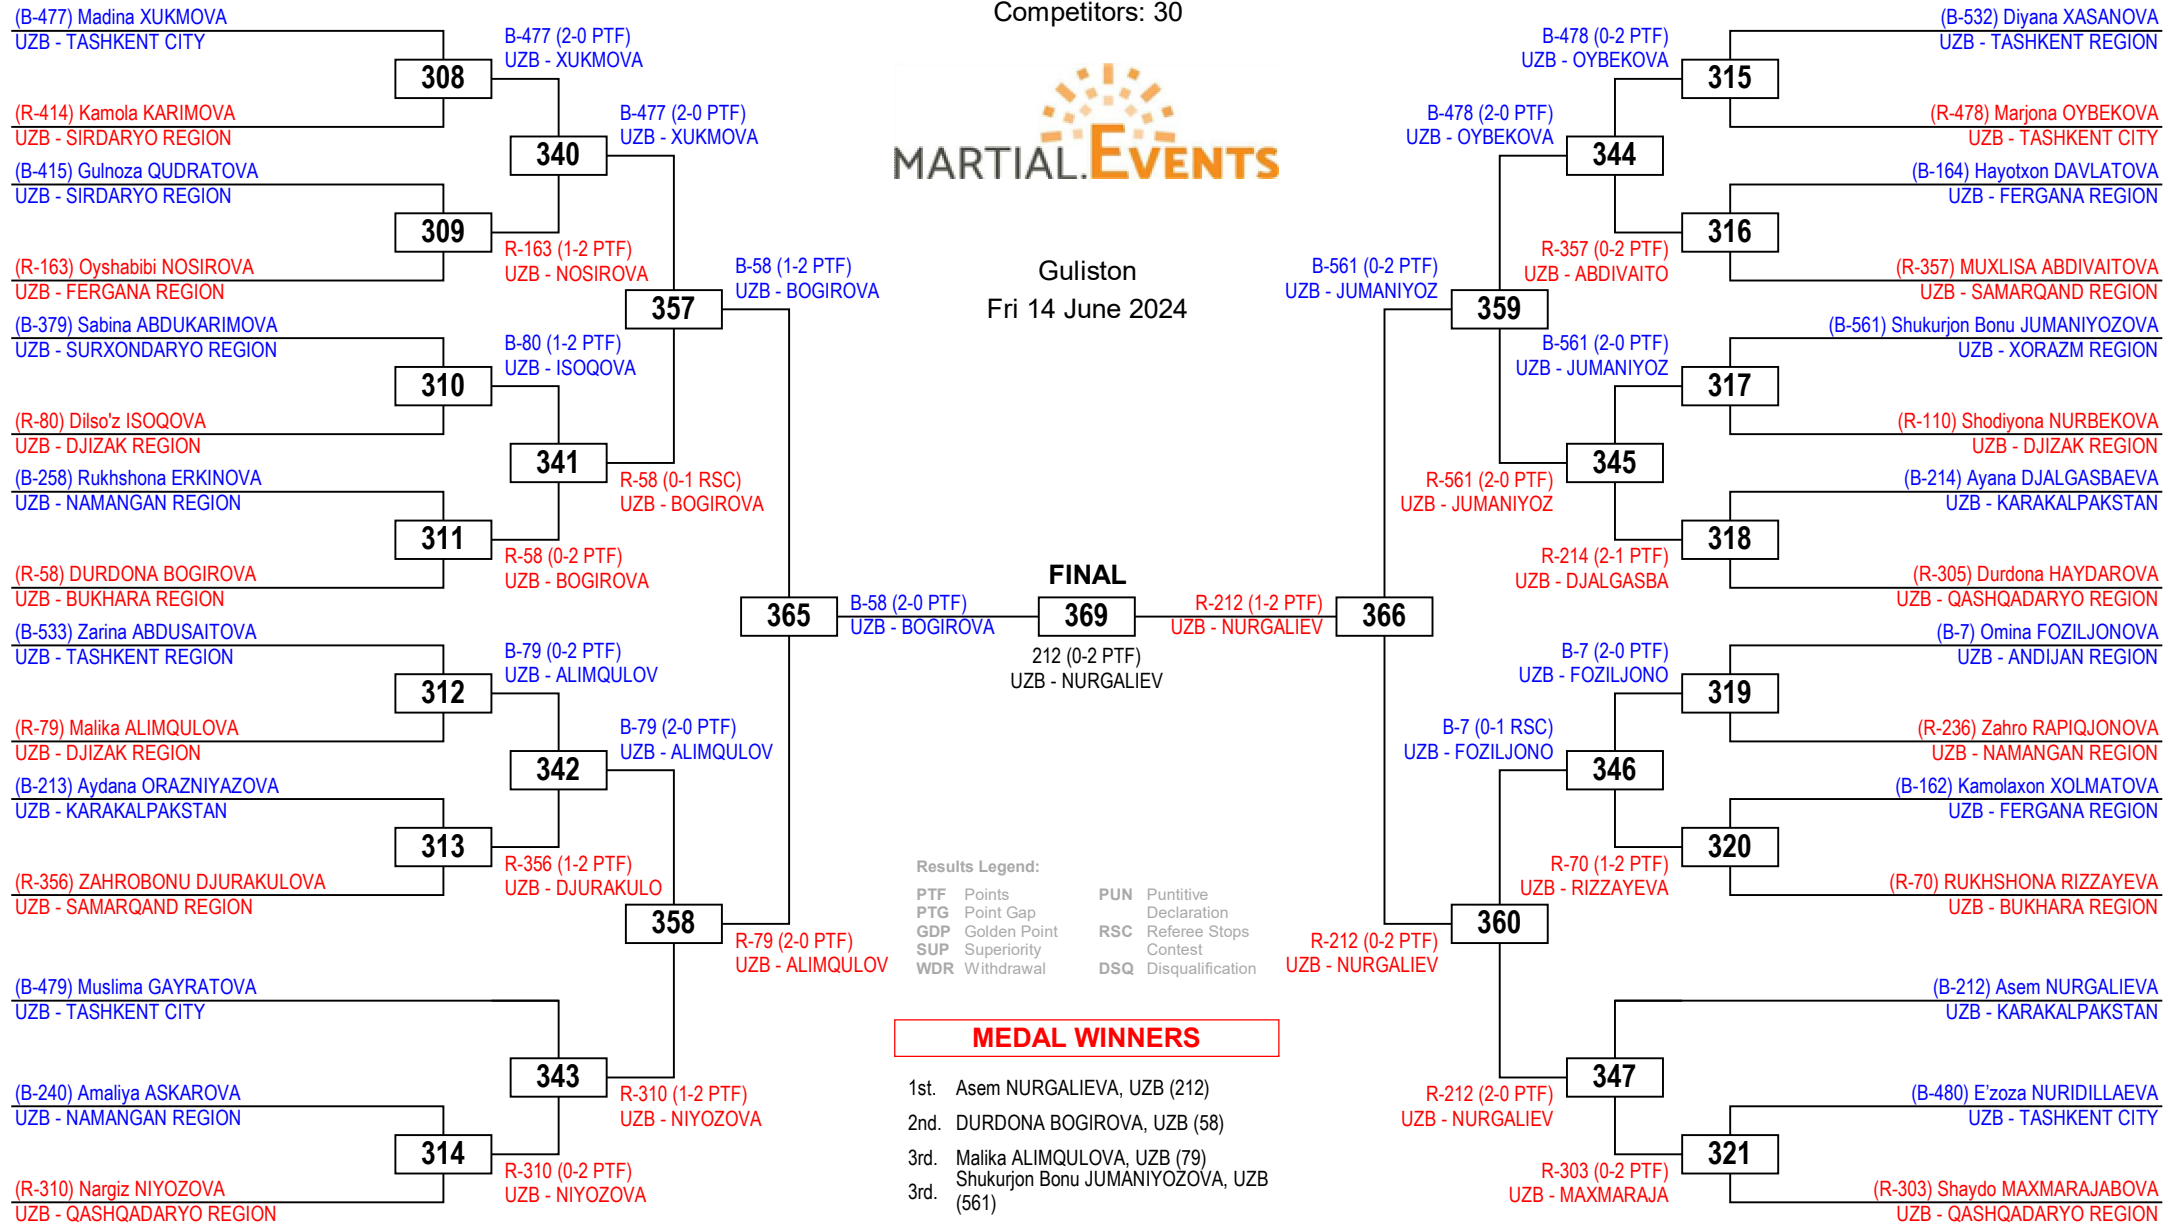 Competitors: 30
MARTIAL.EVENTS
Guliston
Fri 14 June 2024
(B-477) Madina XUKMOVA
UZB - TASHKENT CITY
308
(R-414) Kamola KARIMOVA
UZB - SIRDARYO REGION
(B-415) Gulnoza QUDRATOVA
UZB - SIRDARYO REGION
309
(R-163) Oyshabibi NOSIROVA
UZB - FERGANA REGION
(B-379) Sabina ABDUKARIMOVA
UZB - SURXONDARYO REGION
310
(R-80) Dilso'z ISOQOVA
UZB - DJIZAK REGION
(B-258) Rukhshona ERKINOVA
UZB - NAMANGAN REGION
311
(R-58) DURDONA BOGIROVA
UZB - BUKHARA REGION
(B-533) Zarina ABDUSAITOVA
UZB - TASHKENT REGION
312
(R-79) Malika ALIMQULOVA
UZB - DJIZAK REGION
(B-213) Aydana ORAZNIYAZOVA
UZB - KARAKALPAKSTAN
313
(R-356) ZAHROBONU DJURAKULOVA
UZB - SAMARQAND REGION
(B-479) Muslima GAYRATOVA
UZB - TASHKENT CITY
(B-240) Amaliya ASKAROVA
UZB - NAMANGAN REGION
314
(R-310) Nargiz NIYOZOVA
UZB - QASHQADARYO REGION
B-477 (2-0 PTF)
UZB - XUKMOVA
340
R-163 (1-2 PTF)
UZB - NOSIROVA
B-80 (1-2 PTF)
UZB - ISOQOVA
341
R-58 (0-2 PTF)
UZB - BOGIROVA
B-79 (0-2 PTF)
UZB - ALIMQULOV
342
R-356 (1-2 PTF)
UZB - DJURAKULO
343
R-310 (0-2 PTF)
UZB - NIYOZOVA
B-477 (2-0 PTF)
UZB - XUKMOVA
357
R-58 (0-1 RSC)
UZB - BOGIROVA
B-79 (2-0 PTF)
UZB - ALIMQULOV
358
R-310 (1-2 PTF)
UZB - NIYOZOVA
B-58 (1-2 PTF)
UZB - BOGIROVA
365
R-79 (2-0 PTF)
UZB - ALIMQULOV
B-58 (2-0 PTF)
UZB - BOGIROVA
FINAL
369
212 (0-2 PTF)
UZB - NURGALIEV
R-212 (1-2 PTF)
UZB - NURGALIEV
366
B-561 (0-2 PTF)
UZB - JUMANIYOZ
359
R-212 (0-2 PTF)
UZB - NURGALIEV
360
B-478 (2-0 PTF)
UZB - OYBEKOVA
344
R-561 (2-0 PTF)
UZB - JUMANIYOZ
345
B-7 (0-1 RSC)
UZB - FOZILJONO
346
R-212 (2-0 PTF)
UZB - NURGALIEV
347
B-478 (0-2 PTF)
UZB - OYBEKOVA
315
R-357 (0-2 PTF)
UZB - ABDIVAITO
316
B-561 (2-0 PTF)
UZB - JUMANIYOZ
317
R-214 (2-1 PTF)
UZB - DJALGASBA
318
B-7 (2-0 PTF)
UZB - FOZILJONO
319
R-70 (1-2 PTF)
UZB - RIZZAYEVA
320
R-303 (0-2 PTF)
UZB - MAXMARAJA
321
(B-532) Diyana XASANOVA
UZB - TASHKENT REGION
(R-478) Marjona OYBEKOVA
UZB - TASHKENT CITY
(B-164) Hayotxon DAVLATOVA
UZB - FERGANA REGION
(R-357) MUXLISA ABDIVAITOVA
UZB - SAMARQAND REGION
(B-561) Shukurjon Bonu JUMANIYOZOVA
UZB - XORAZM REGION
(R-110) Shodiyona NURBEKOVA
UZB - DJIZAK REGION
(B-214) Ayana DJALGASBAEVA
UZB - KARAKALPAKSTAN
(R-305) Durdona HAYDAROVA
UZB - QASHQADARYO REGION
(B-7) Omina FOZILJONOVA
UZB - ANDIJAN REGION
(R-236) Zahro RAPIQJONOVA
UZB - NAMANGAN REGION
(B-162) Kamolaxon XOLMATOVA
UZB - FERGANA REGION
(R-70) RUKHSHONA RIZZAYEVA
UZB - BUKHARA REGION
(B-212) Asem NURGALIEVA
UZB - KARAKALPAKSTAN
(B-480) E'zoza NURIDILLAEVA
UZB - TASHKENT CITY
(R-303) Shaydo MAXMARAJABOVA
UZB - QASHQADARYO REGION
Results Legend:
PTF Points PUN Puntitive
PTG Point Gap Declaration
GDP Golden Point RSC Referee Stops
SUP Superiority Contest
WDR Withdrawal DSQ Disqualification
MEDAL WINNERS
1st. Asem NURGALIEVA, UZB (212)
2nd. DURDONA BOGIROVA, UZB (58)
3rd. Malika ALIMQULOVA, UZB (79)
3rd. Shukurjon Bonu JUMANIYOZOVA, UZB
(561)